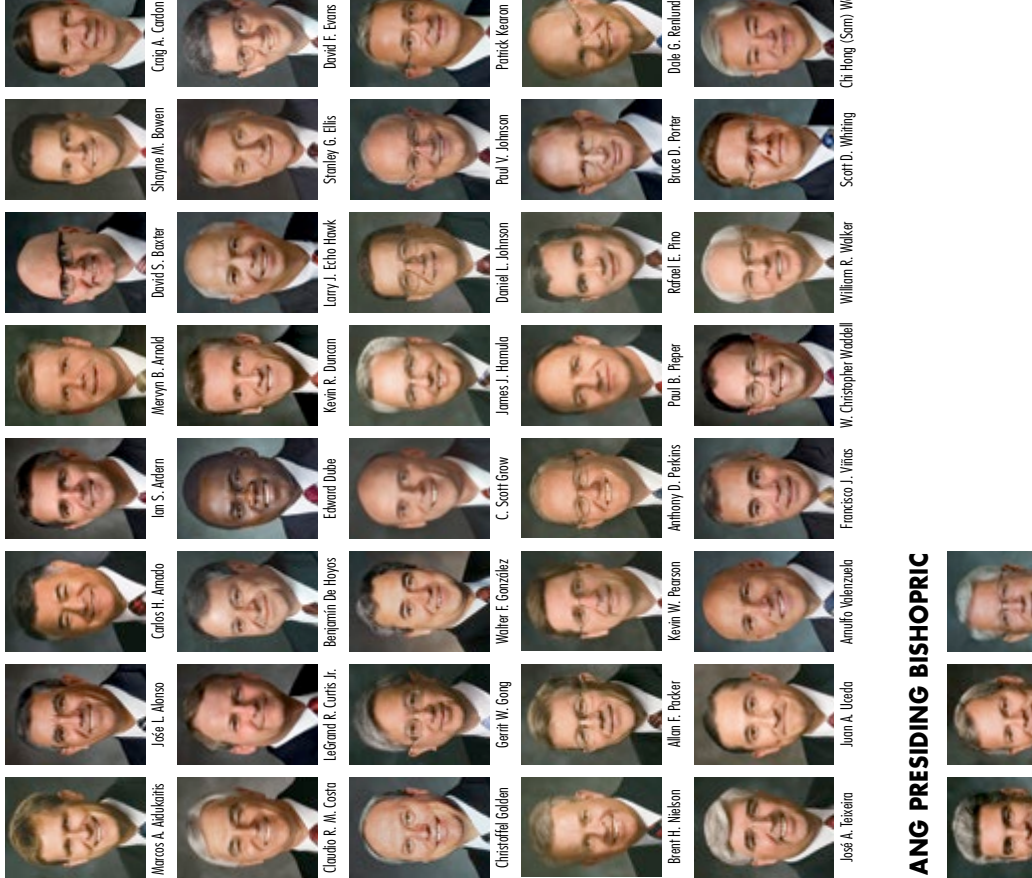 Marcos A. Aidukaitis José L. Alonso Carlos H. Amado Ian S. Ardern Mervyn B. Arnold David S. Baxter Shayne M. Bowen Craig A. Cardon
Claudio R. M. Costa LeGrand R. Curtis Jr. Benjamín De Hoyos Edward Dube Kevin R. Duncan Larry J. Echo Hawk Stanley G. Ellis David F. Evans
Christoffel Golden Gerrit W. Gong Walter F. González C. Scott Grow James J. Hamula Daniel L. Johnson Paul V. Johnson Patrick Kearon
Brent H. Nielson Allan F. Packer Kevin W. Pearson Anthony D. Perkins Paul B. Pieper Rafael E. Pino Bruce D. Porter Dale G. Renlund
José A. Teixeira Juan A. Uceda Arnulfo Valenzuela Francisco J. Viñas W. Christopher Waddell William R. Walker Scott D. Whiting Chi Hong (Sam)
ANG PRESIDING BISHOPRIC